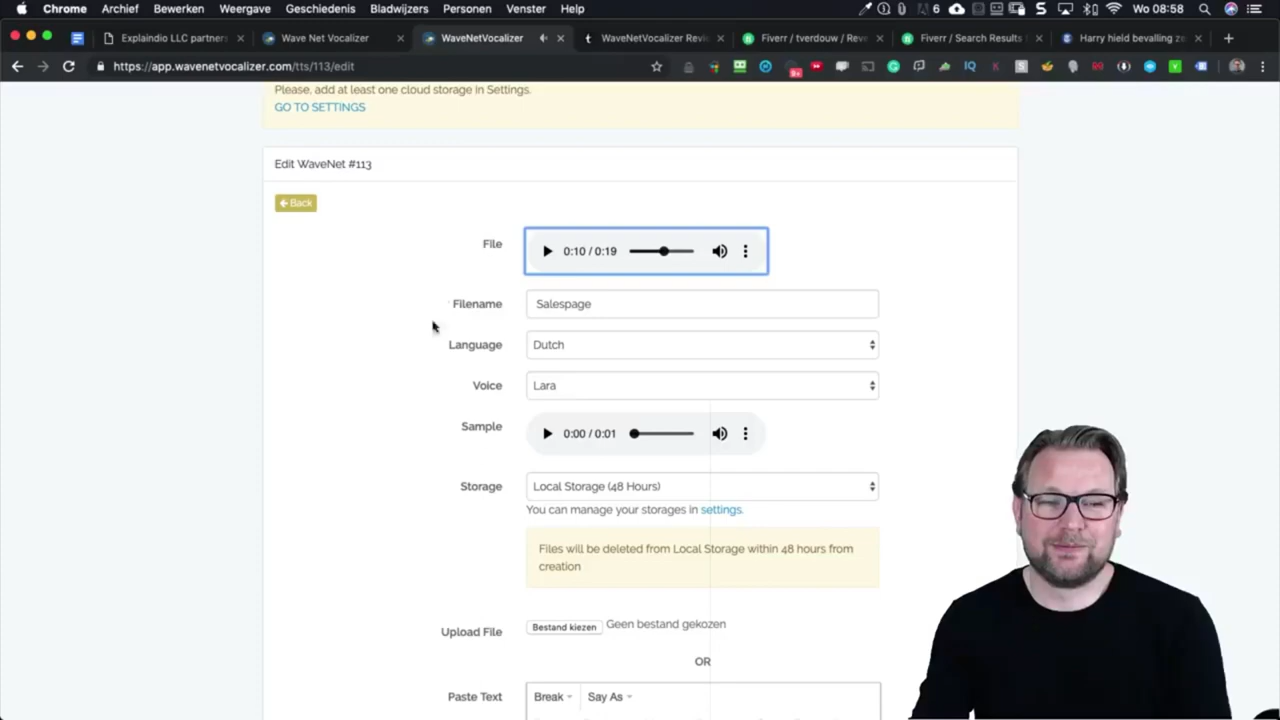 Chrome Archief Bewerken Weergave Geschiedenis Bladwijzers Personen Venster Help 6 Wo 08:58
Explaindio LLC partners Wave Net Vocalizer WaveNetVocalizer WaveNetVocalizer Revi Fiverr / tverdouw / Reve Fiverr / Search Results Harry hield bevalling ze
https://app.wavenetvocalizer.com/tts/113/edit
Please, add at least one cloud storage in Settings.
GO TO SETTINGS
Edit WaveNet #113
Back
File 0:10 / 0:19
Filename Salespage
Language Dutch
Voice Lara
Sample 0:00 / 0:01
Storage Local Storage (48 Hours)
You can manage your storages in settings.
Files will be deleted from Local Storage within 48 hours from
creation
Upload File Bestand kiezen Geen bestand gekozen
OR
Paste Text Break Say As